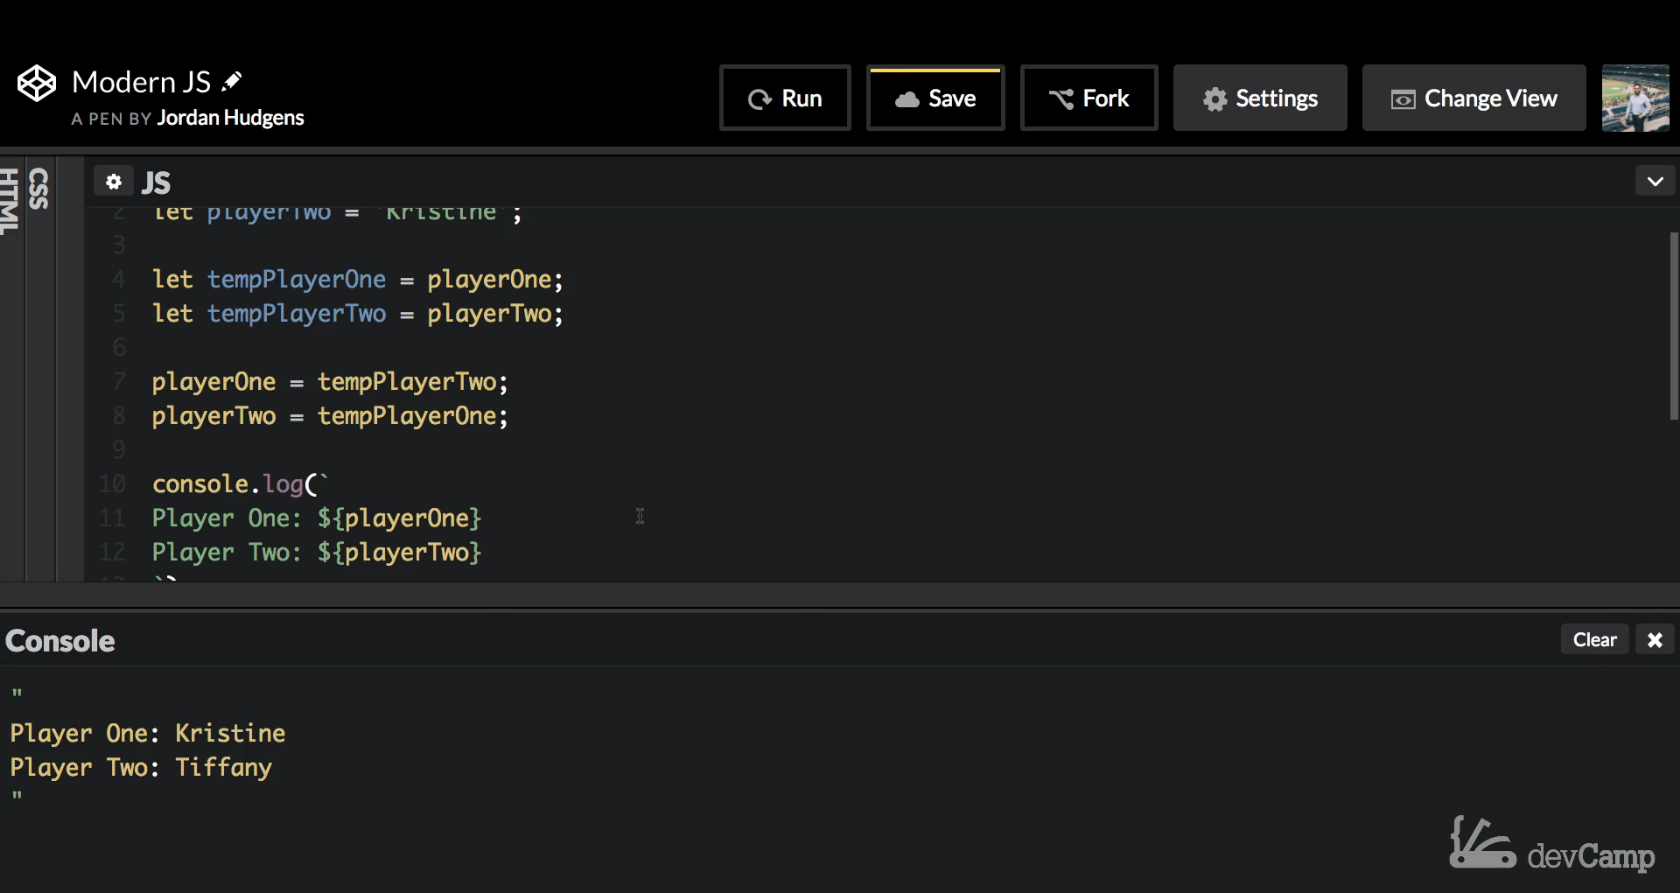 Modern JS
A PEN BY Jordan Hudgens
Run
Save
Fork
Settings
Change View
HTML
CSS
JS
2 let playerTwo = 'Kristine';
3
4 let tempPlayerOne = playerOne;
5 let tempPlayerTwo = playerTwo;
6
7 playerOne = tempPlayerTwo;
8 playerTwo = tempPlayerOne;
9
10 console.log(`
11 Player One: ${playerOne}
12 Player Two: ${playerTwo}
Console
Clear
"
Player One: Kristine
Player Two: Tiffany
"
devCamp